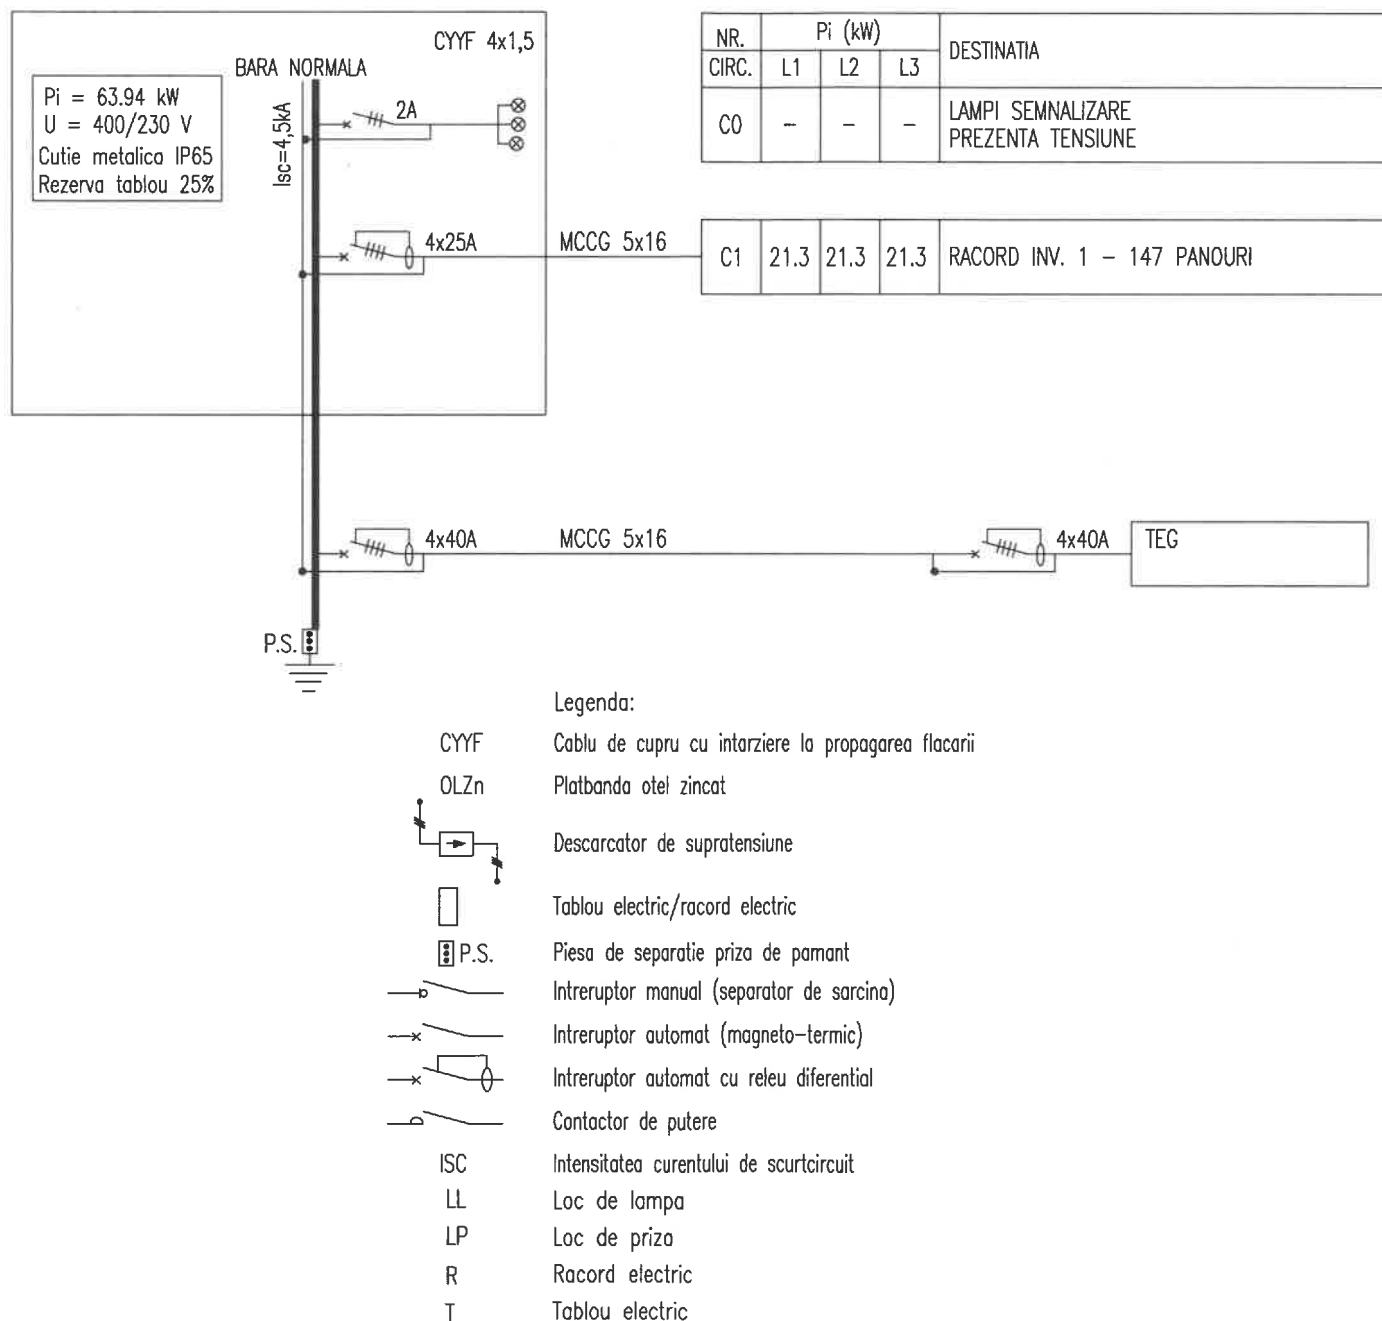 CYYF 4x1,5
BARA NORMALA
Pi = 63.94 kW
U = 400/230 V
Cutie metalica IP65
Rezerva tablou 25%
Isc=4,5kA
2A
4x25A
MCCG 5x16
NR. CIRC. Pi (kW) DESTINATIA
L1 L2 L3
C0 - - - LAMPI SEMNALIZARE
PREZENTA TENSIUNE
C1 21.3 21.3 21.3 RACORD INV. 1 - 147 PANOURI
4x40A
MCCG 5x16
4x40A
TEG
P.S.
Legenda:
CYYF Cablu de cupru cu intarziere la propagarea flacarii
OLZn Platbanda otel zincat
Descarcator de supratensiune
Tablou electric/racord electric
P.S. Piesa de separatie priza de pamant
Intreruptor manual (separator de sarcina)
Intreruptor automat (magneto-termic)
Intreruptor automat cu releu diferential
Contactor de putere
ISC Intensitatea curentului de scurtcircuit
LL Loc de lampa
LP Loc de priza
R Racord electric
T Tablou electric